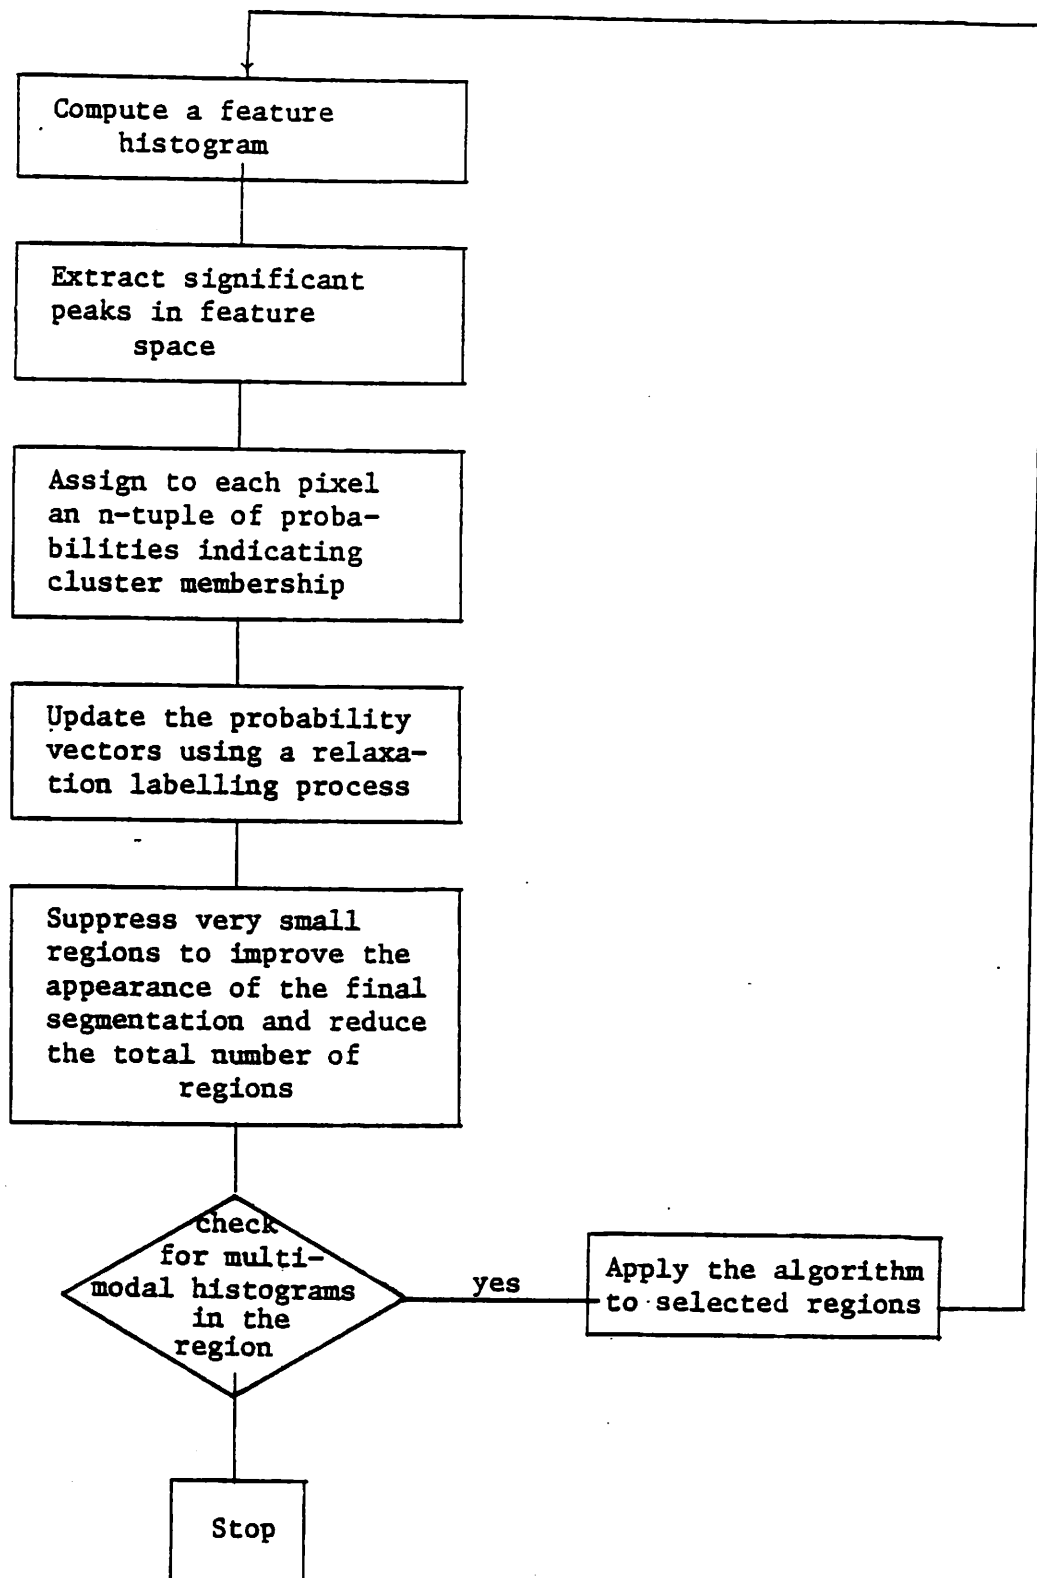 Compute a feature
histogram
Extract significant
peaks in feature
space
Assign to each pixel
an n-tuple of proba-
bilities indicating
cluster membership
Update the probability
vectors using a relaxa-
tion labelling process
Suppress very small
regions to improve the
appearance of the final
segmentation and reduce
the total number of
regions
check
for multi-
modal histograms
in the
region
yes
Apply the algorithm
to selected regions
Stop